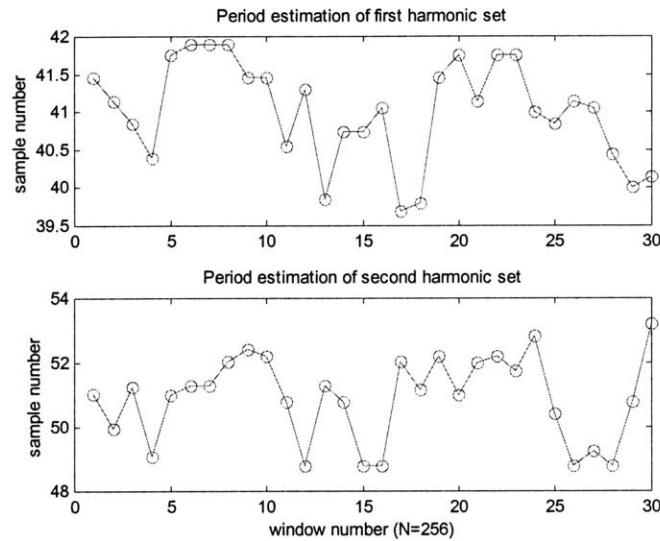 Period estimation of first harmonic set
42
41.5
41
40.5
40
39.5
sample number
0 5 10 15 20 25 30
Period estimation of second harmonic set
54
52
50
48
sample number
0 5 10 15 20 25 30
window number (N=256)